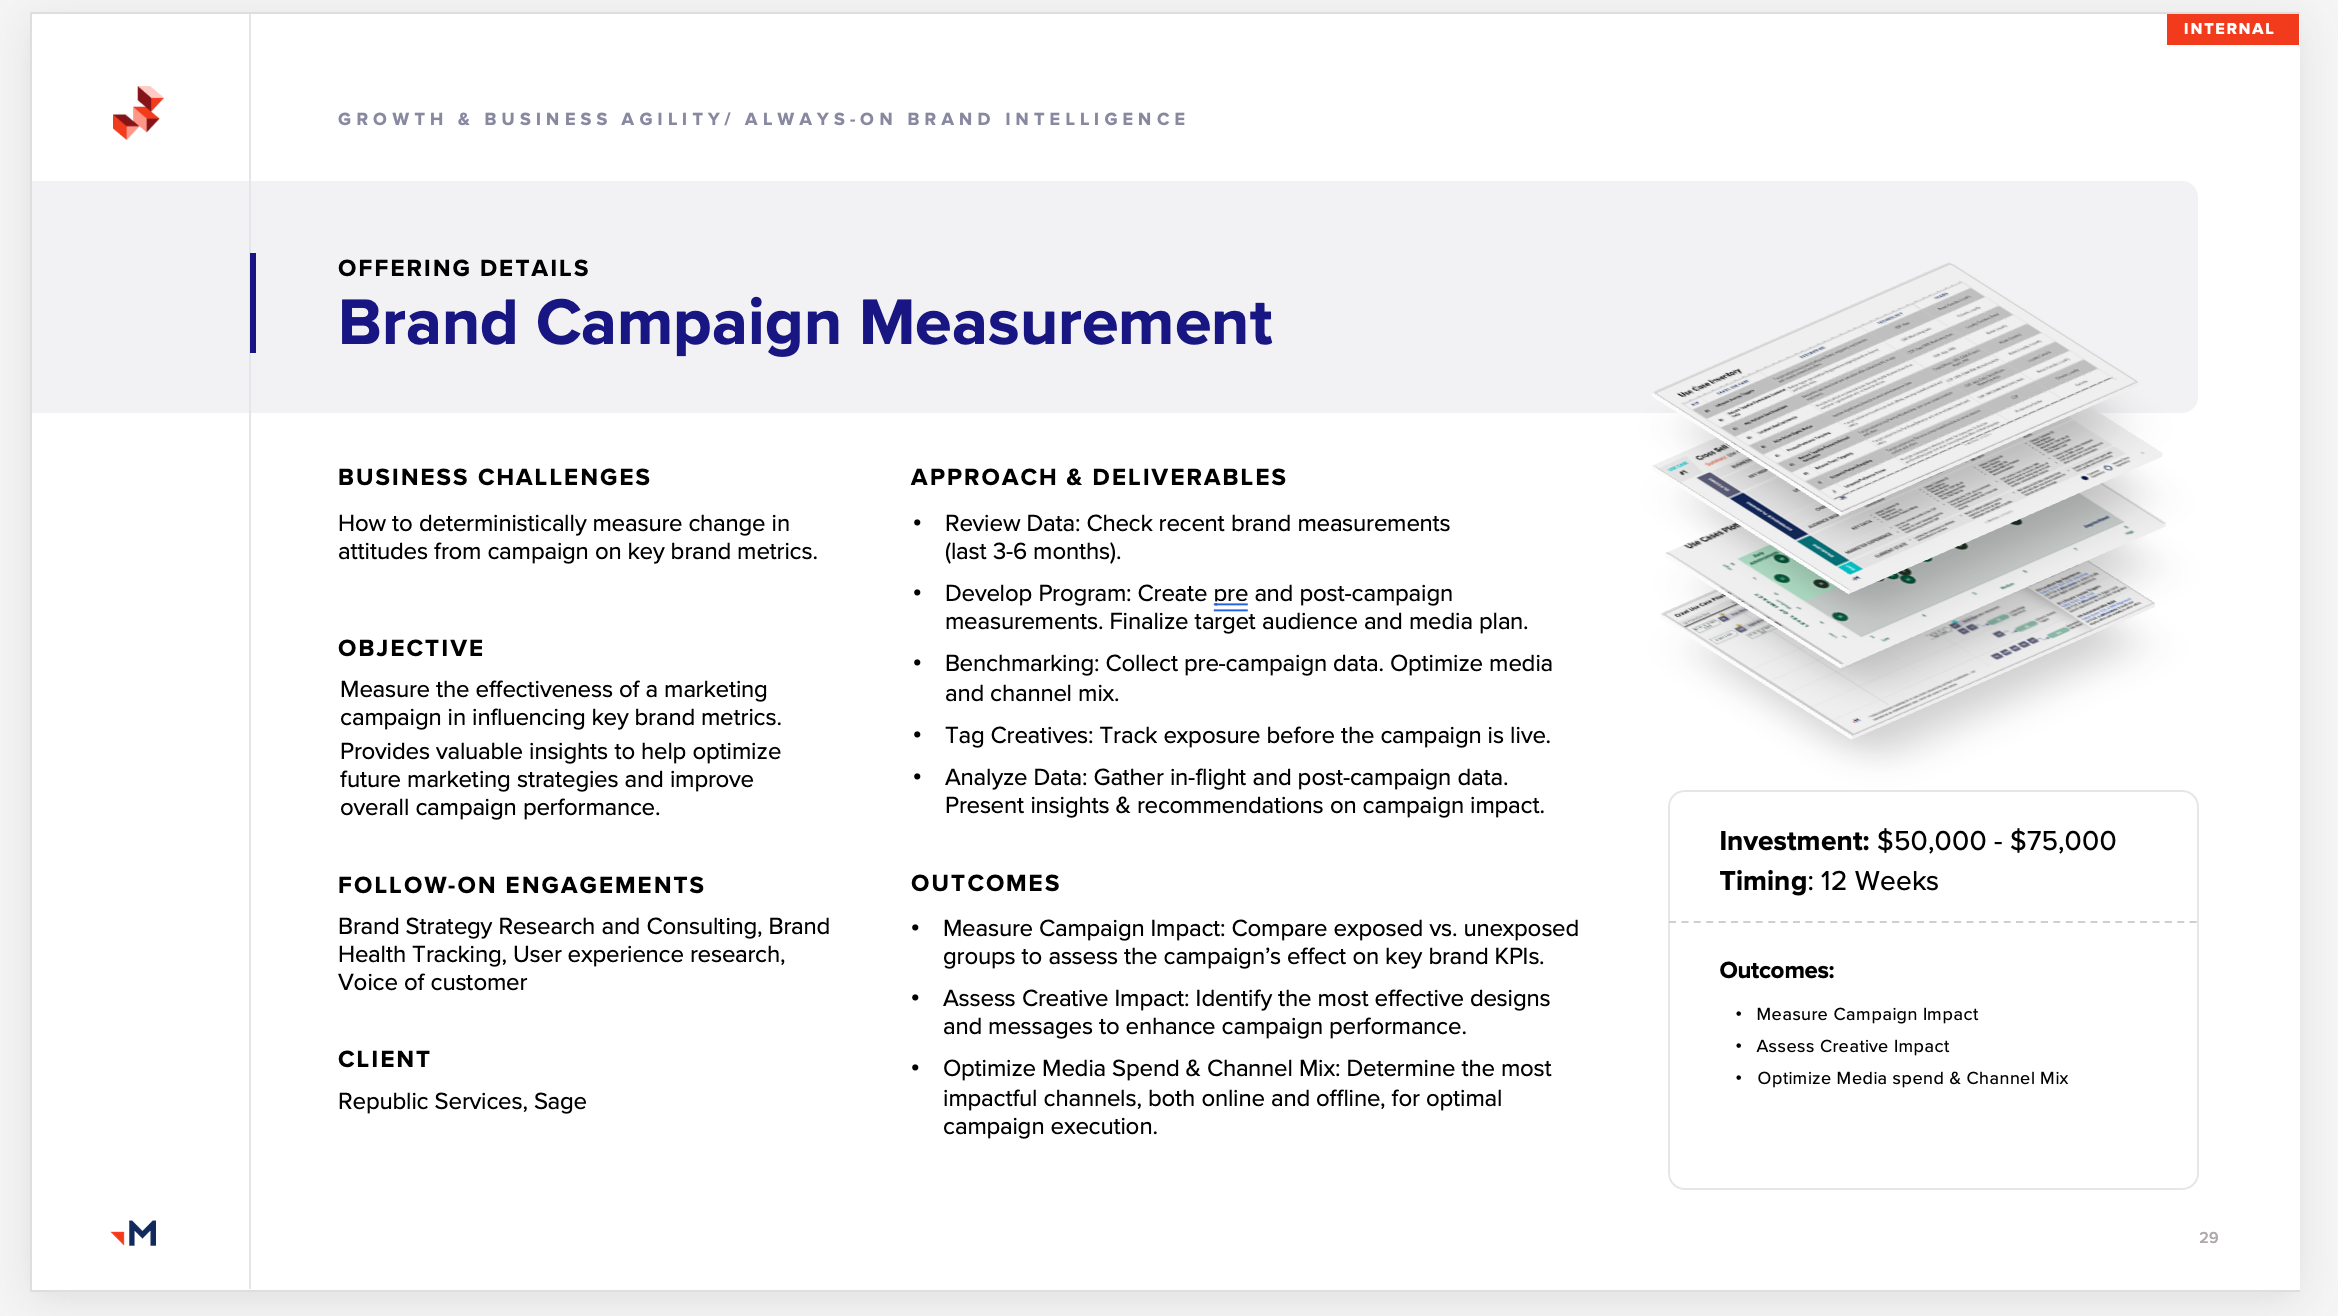 INTERNAL
GROWTH & BUSINESS AGILITY/ ALWAYS-ON BRAND INTELLIGENCE
OFFERING DETAILS
Brand Campaign Measurement
BUSINESS CHALLENGES
How to deterministically measure change in
attitudes from campaign on key brand metrics.
OBJECTIVE
Measure the effectiveness of a marketing
campaign in influencing key brand metrics.
Provides valuable insights to help optimize
future marketing strategies and improve
overall campaign performance.
FOLLOW-ON ENGAGEMENTS
Brand Strategy Research and Consulting, Brand
Health Tracking, User experience research,
Voice of customer
CLIENT
Republic Services, Sage
APPROACH & DELIVERABLES
• Review Data: Check recent brand measurements
(last 3-6 months).
• Develop Program: Create pre and post-campaign
measurements. Finalize target audience and media plan.
• Benchmarking: Collect pre-campaign data. Optimize media
and channel mix.
• Tag Creatives: Track exposure before the campaign is live.
• Analyze Data: Gather in-flight and post-campaign data.
Present insights & recommendations on campaign impact.
OUTCOMES
• Measure Campaign Impact: Compare exposed vs. unexposed
groups to assess the campaign’s effect on key brand KPIs.
• Assess Creative Impact: Identify the most effective designs
and messages to enhance campaign performance.
• Optimize Media Spend & Channel Mix: Determine the most
impactful channels, both online and offline, for optimal
campaign execution.
Use Case Inventory
Investment: $50,000 - $75,000
Timing: 12 Weeks
Outcomes:
• Measure Campaign Impact
• Assess Creative Impact
• Optimize Media spend & Channel Mix
M
29